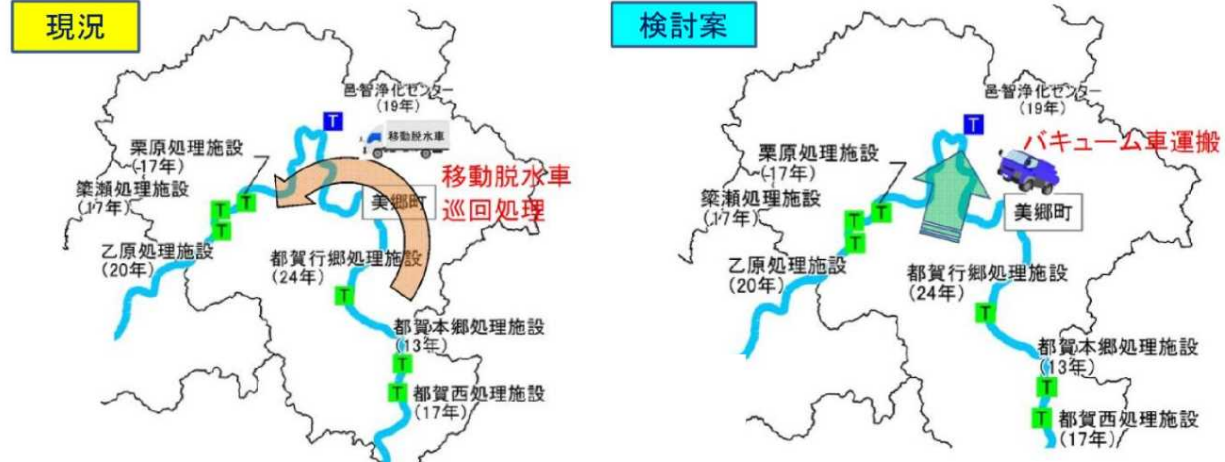 現況
邑智浄化センター
(19年)
T
移動脱水車
栗原処理施設
(-17年)
移動脱水車
巡回処理
簗瀬処理施設
(17年)
T
T
T
美郷町
乙原処理施設
(20年)
都賀行郷処理施設
(24年)
T
都賀本郷処理施設
(13年)
T
T
都賀西処理施設
(17年)
検討案
邑智浄化センター
(19年)
T
バキューム車運搬
栗原処理施設
(-17年)
簗瀬処理施設
(17年)
T
T
T
美郷町
乙原処理施設
(20年)
都賀行郷処理施設
(24年)
T
都賀本郷処理施設
(13年)
T
T
都賀西処理施設
(17年)